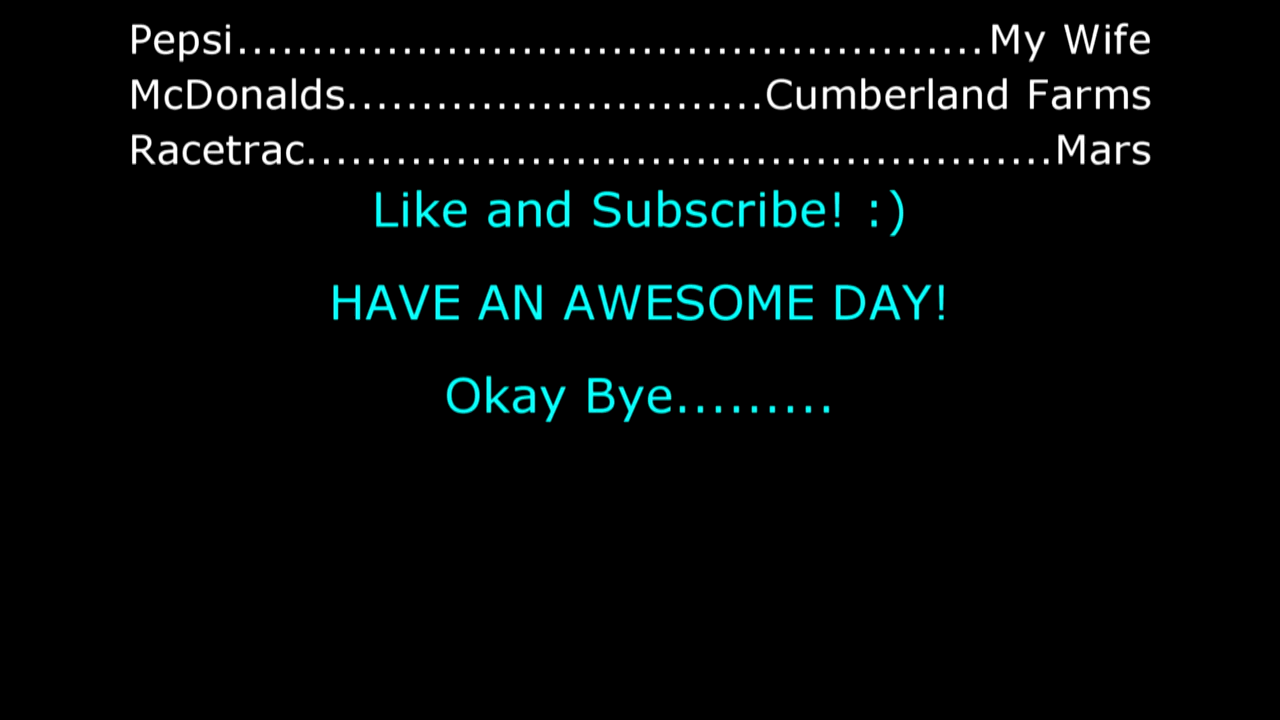 Pepsi..................................................My Wife
McDonalds............................Cumberland Farms
Racetrac..................................................Mars
Like and Subscribe! :)
HAVE AN AWESOME DAY!
Okay Bye.........